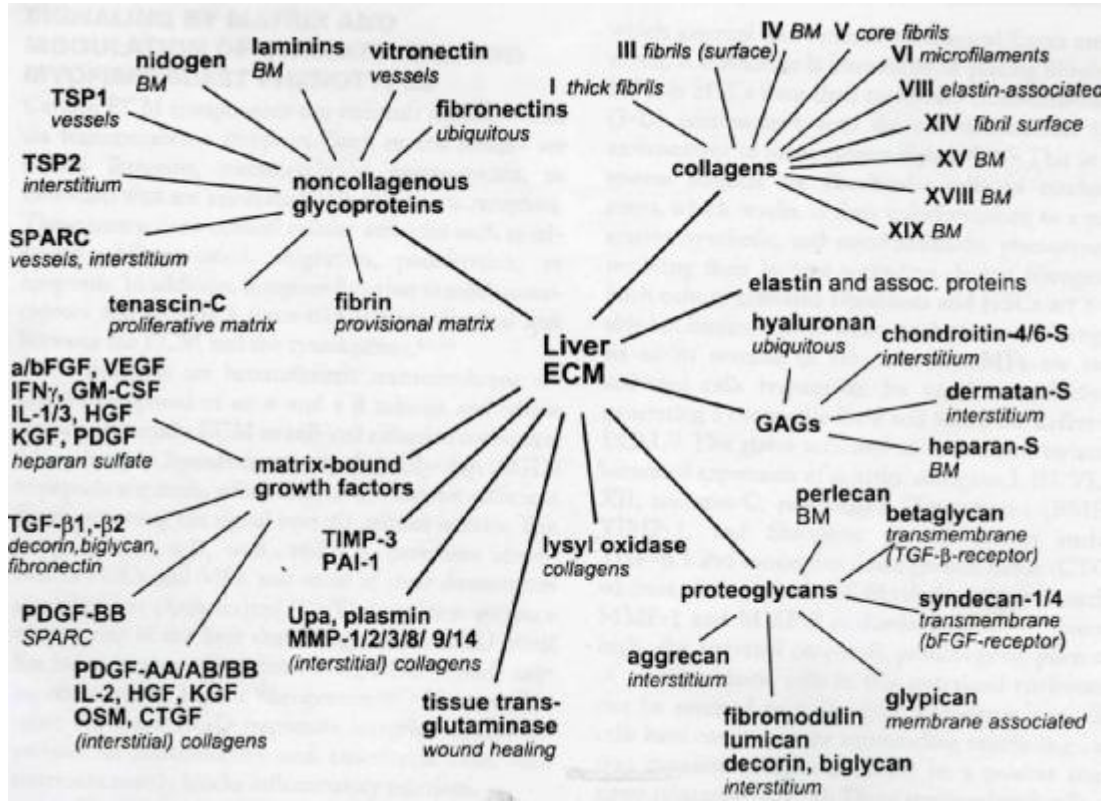 nidogen
BM
laminins
BM
vitronectin
vessels
TSP1
vessels
fibronectins
ubiquitous
TSP2
interstitium
noncollagenous
glycoproteins
SPARC
vessels, interstitium
tenascin-C
proliferative matrix
fibrin
provisional matrix
I thick fibrils
III fibrils (surface)
IV BM
V core fibrils
VI microfilaments
VIII elastin-associated
XIV fibril surface
XV BM
XVIII BM
XIX BM
collagens
elastin and assoc. proteins
Liver
ECM
hyaluronan
ubiquitous
chondroitin-4/6-S
interstitium
dermatan-S
interstitium
GAGs
heparan-S
BM
a/bFGF, VEGF
IFNγ, GM-CSF
IL-1/3, HGF
KGF, PDGF
heparan sulfate
matrix-bound
growth factors
TGF-β1,-β2
decorin,biglycan,
fibronectin
PDGF-BB
SPARC
PDGF-AA/AB/BB
IL-2, HGF, KGF
OSM, CTGF
(interstitial) collagens
TIMP-3
PAI-1
Upa, plasmin
MMP-1/2/3/8/ 9/14
(interstitial) collagens
tissue trans-
glutaminase
wound healing
lysyl oxidase
collagens
perlecan
BM
betaglycan
transmembrane
(TGF-β-receptor)
proteoglycans
syndecan-1/4
transmembrane
(bFGF-receptor)
aggrecan
interstitium
glypican
membrane associated
fibromodulin
lumican
decorin, biglycan
interstitium